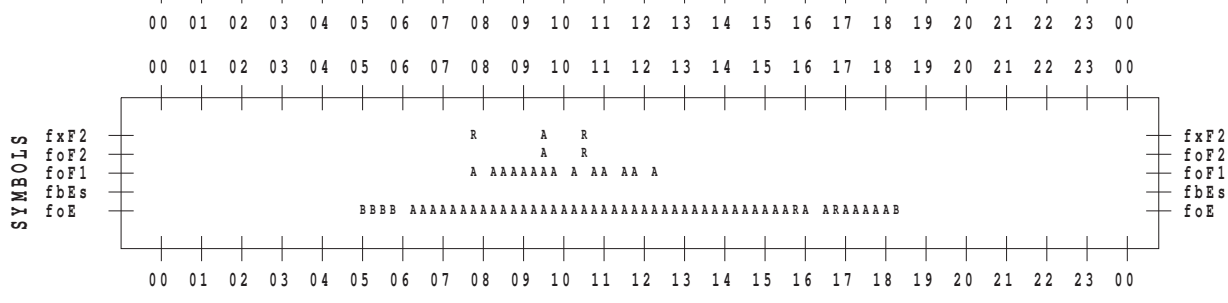 00 01 02 03 04 05 06 07 08 09 10 11 12 13 14 15 16 17 18 19 20 21 22 23 00
00 01 02 03 04 05 06 07 08 09 10 11 12 13 14 15 16 17 18 19 20 21 22 23 00
SYMBOLS
fxF2 R A R fxF2
foF2 A R foF2
foF1 A AAAAAAA A AA AA A foF1
fbEs fbEs
foE BBBB AAAAAAAAAAAAAAAAAAAAAAAAAAAAAAAAAAAAAARA ARAAAAAB foE
00 01 02 03 04 05 06 07 08 09 10 11 12 13 14 15 16 17 18 19 20 21 22 23 00